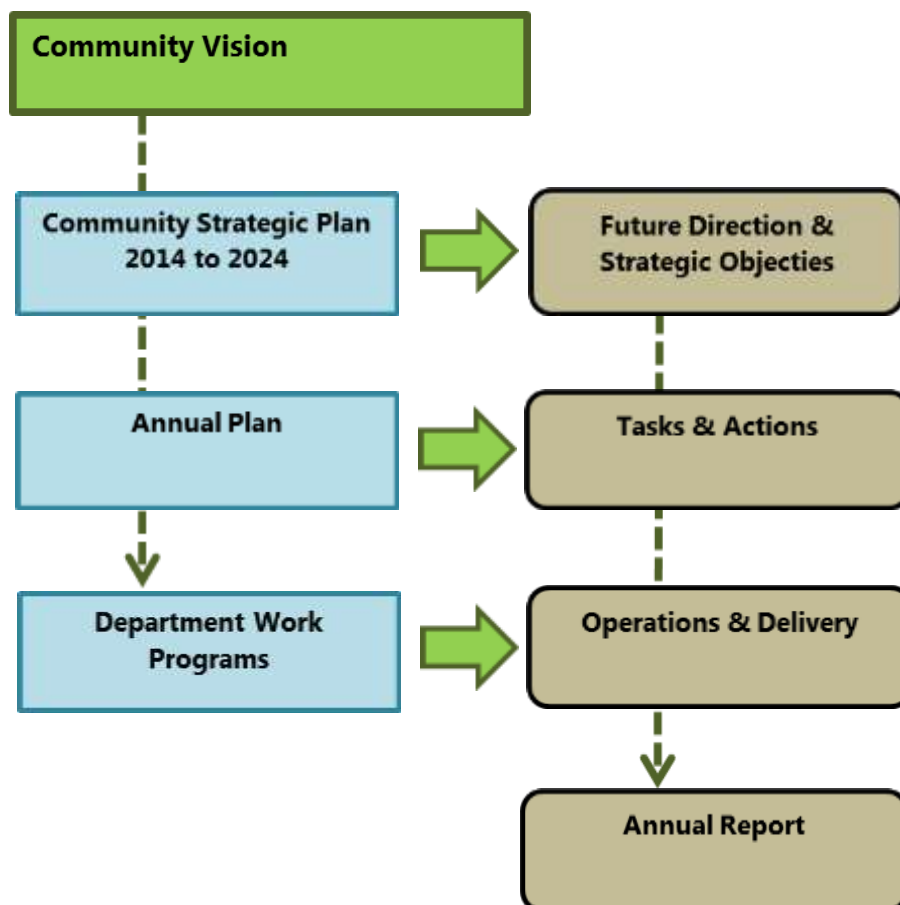 Community Vision
Community Strategic Plan
2014 to 2024
Future Direction &
Strategic Objecties
Annual Plan
Tasks & Actions
Department Work
Programs
Operations & Delivery
Annual Report